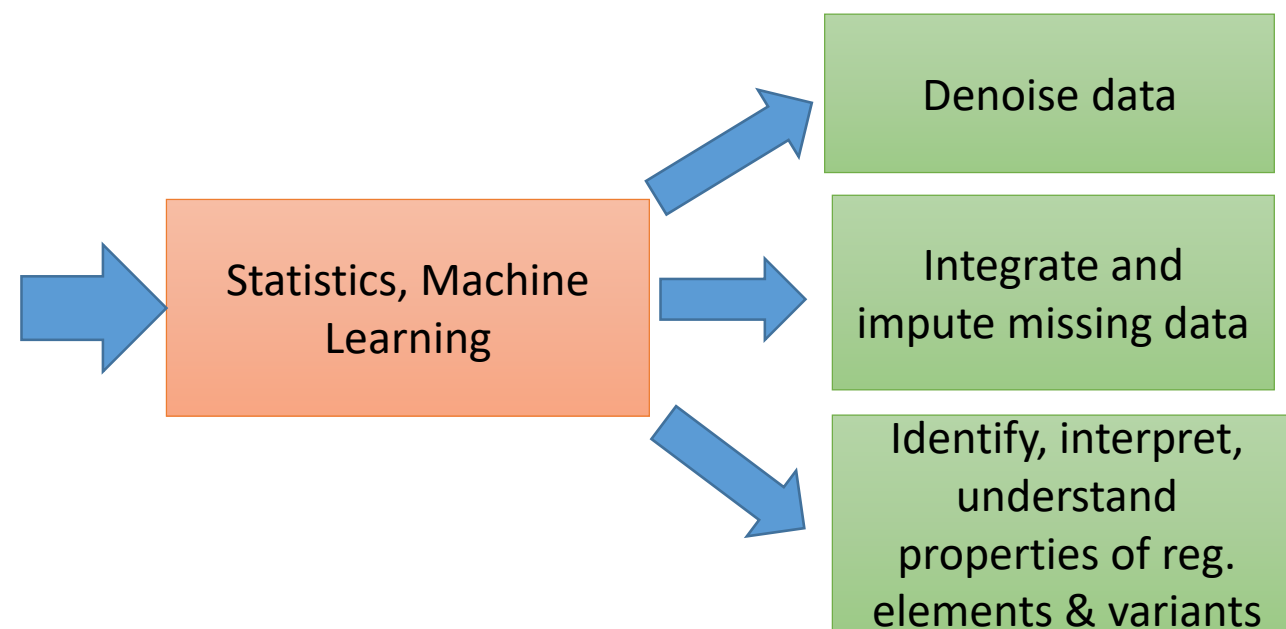 Denoise data
Statistics, Machine
Learning
Integrate and
impute missing data
Identify, interpret,
understand
properties of reg.
elements & variants